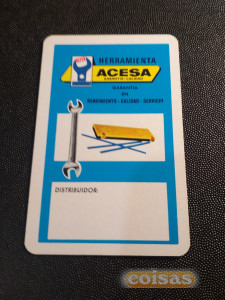 HERRAMIENTA
ACESA
GARANTIA
EN
RENDIMIENTO - CALIDAD - SERVICIO
DISTRIBUIDOR:
coisas